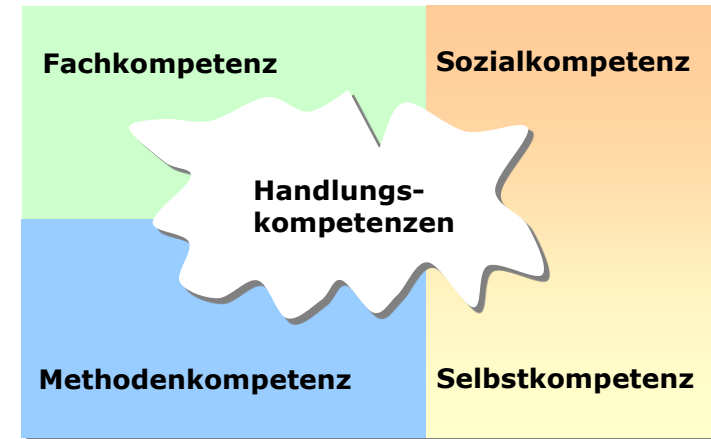 Fachkompetenz
Sozialkompetenz
Handlungs-
kompetenzen
Methodenkompetenz
Selbstkompetenz